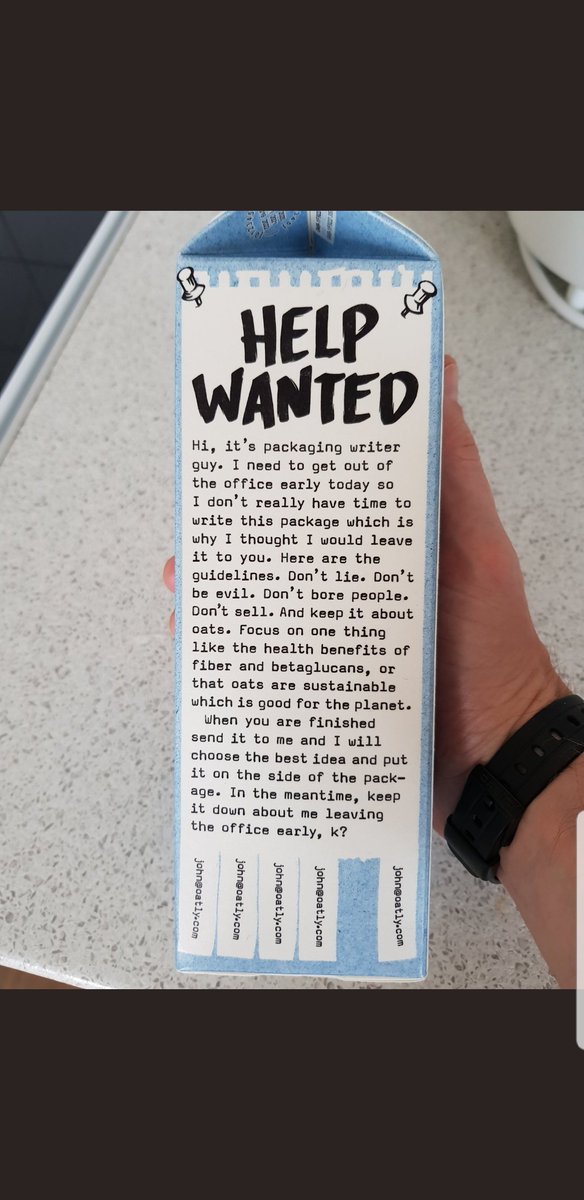 HELP
WANTED
Hi, it's packaging writer
guy. I need to get out of
the office early today so
I don't really have time to
write this package which is
why I thought I would leave
it to you. Here are the
guidelines. Don't lie. Don't
be evil. Don't bore people.
Don't sell. And keep it about
oats. Focus on one thing
like the health benefits of
fiber and betaglucans, or
that oats are sustainable
which is good for the planet.
When you are finished
send it to me and I will
choose the best idea and put
it on the side of the pack-
age. In the meantime, keep
it down about me leaving
the office early, k?
john@oatly.com
john@oatly.com
john@oatly.com
john@oatly.com
john@oatly.com